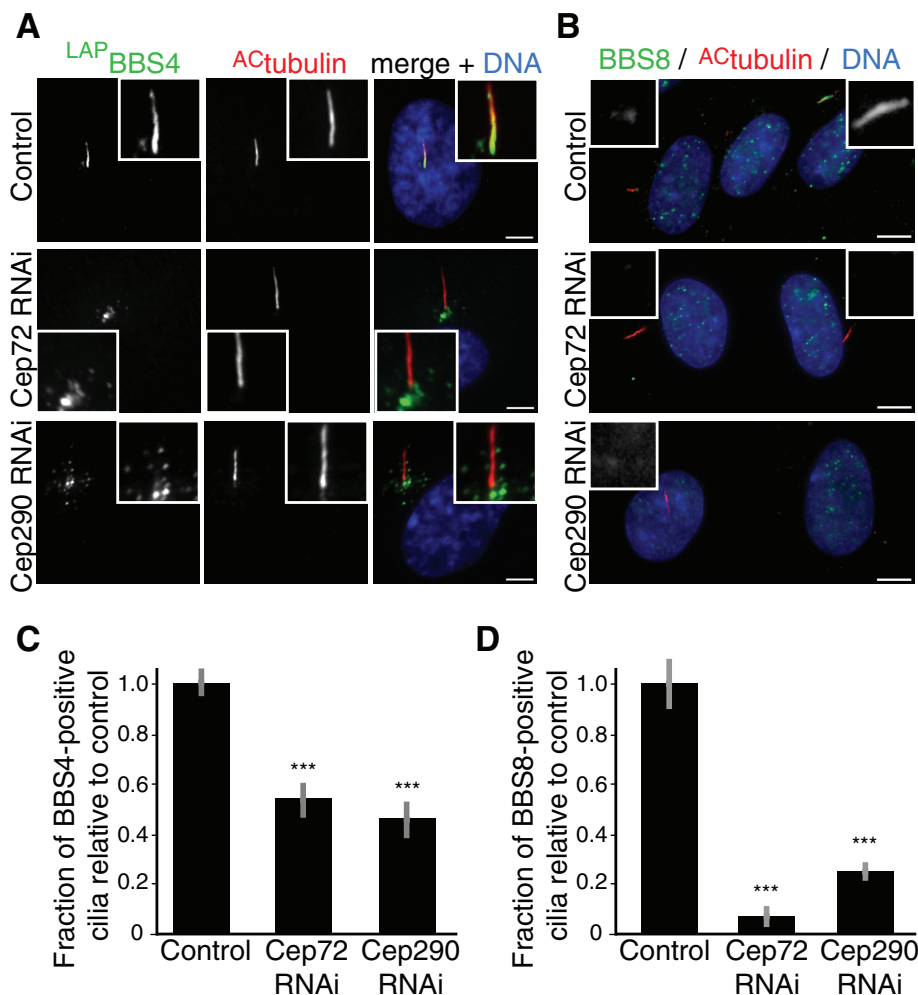 A
LAP BBS4
ACtubulin
merge + DNA
Control
Cep72 RNAi
Cep290 RNAi
B
BBS8 / ACtubulin / DNA
Control
Cep72 RNAi
Cep290 RNAi
C
Fraction of BBS4-positive
cilia relative to control
1.0
0.8
0.6
0.4
0.2
0
***
***
Control
Cep72
RNAi
Cep290
RNAi
D
Fraction of BBS8-positive
cilia relative to control
1.0
0.8
0.6
0.4
0.2
0
***
***
Control
Cep72
RNAi
Cep290
RNAi